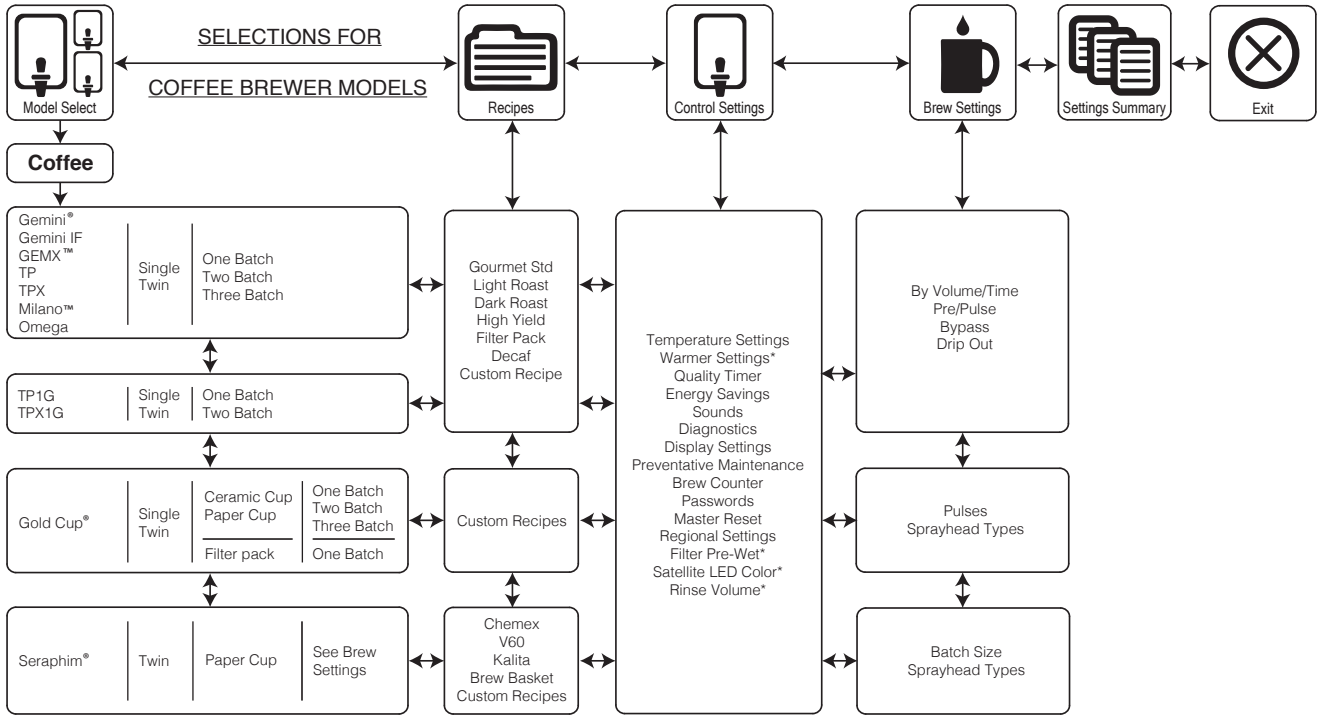 SELECTIONS FOR
COFFEE BREWER MODELS
Model Select
Recipes
Control Settings
Brew Settings
Settings Summary
Exit
Coffee
Gemini®
Gemini IF
GEMX™
TP
TPX
Milano™
Omega
Single
Twin
One Batch
Two Batch
Three Batch
TP1G
TPX1G
Single
Twin
One Batch
Two Batch
Gold Cup®
Single
Twin
Ceramic Cup
Paper Cup
Filter pack
One Batch
Two Batch
Three Batch
One Batch
Seraphim®
Twin
Paper Cup
See Brew
Settings
Gourmet Std
Light Roast
Dark Roast
High Yield
Filter Pack
Decaf
Custom Recipe
Custom Recipes
Chemex
V60
Kalita
Brew Basket
Custom Recipes
Temperature Settings
Warmer Settings*
Quality Timer
Energy Savings
Sounds
Diagnostics
Display Settings
Preventative Maintenance
Brew Counter
Passwords
Master Reset
Regional Settings
Filter Pre-Wet*
Satellite LED Color*
Rinse Volume*
By Volume/Time
Pre/Pulse
Bypass
Drip Out
Pulses
Sprayhead Types
Batch Size
Sprayhead Types